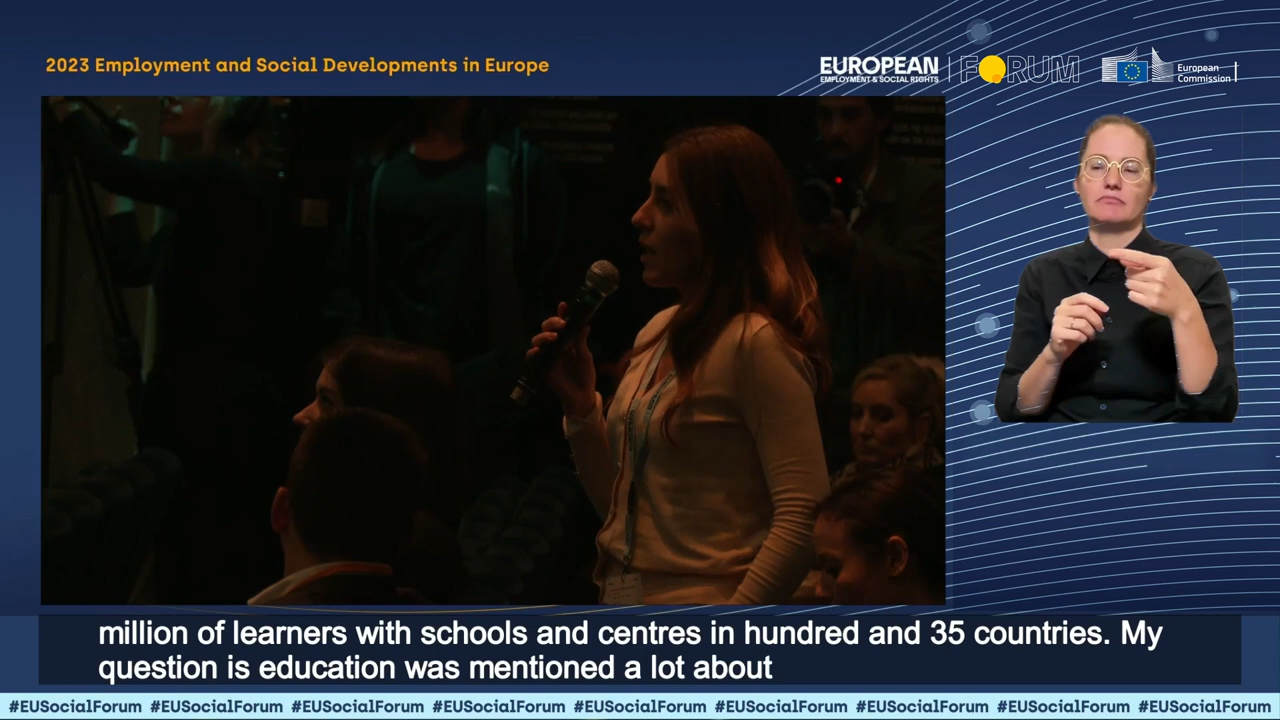 2023 Employment and Social Developments in Europe
EUROPEAN
EMPLOYMENT & SOCIAL RIGHTS
FORUM
European
Commission
million of learners with schools and centres in hundred and 35 countries. My
question is education was mentioned a lot about
#EUSocialForum #EUSocialForum #EUSocialForum #EUSocialForum #EUSocialForum #EUSocialForum #EUSocialForum #EUSocialForum #EUSocialForum